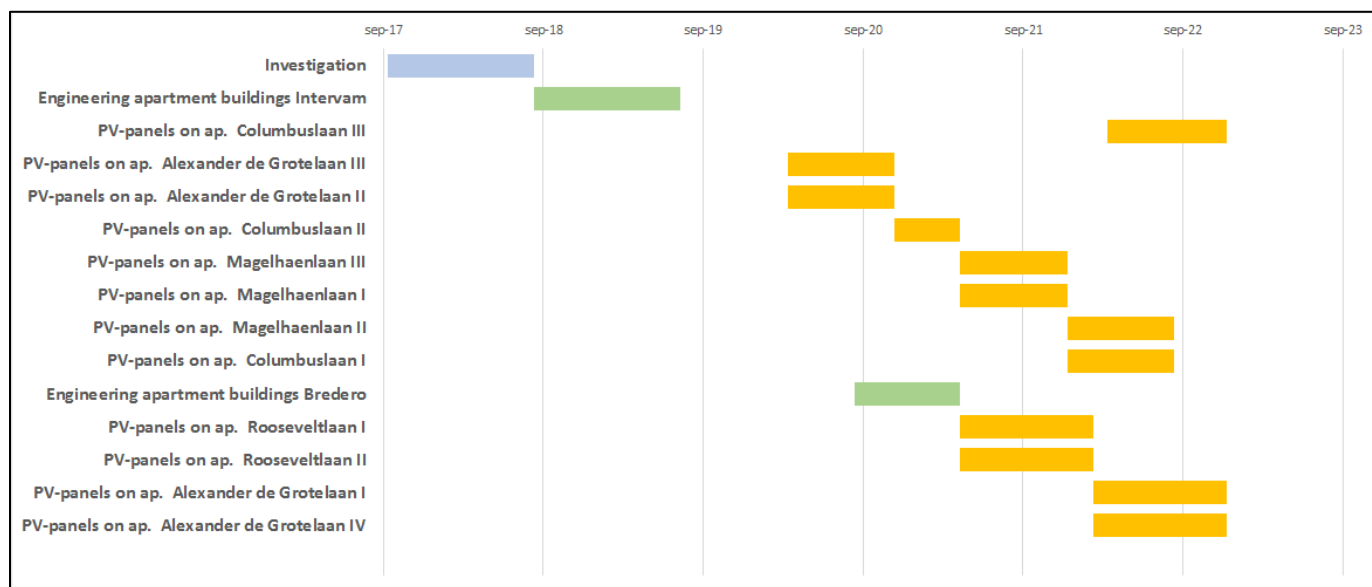 sep-17 sep-18 sep-19 sep-20 sep-21 sep-22 sep-23
Investigation
Engineering apartment buildings Intervam
PV-panels on ap.  Columbuslaan III
PV-panels on ap.  Alexander de Grotelaan III
PV-panels on ap.  Alexander de Grotelaan II
PV-panels on ap.  Columbuslaan II
PV-panels on ap.  Magelhaenlaan III
PV-panels on ap.  Magelhaenlaan I
PV-panels on ap.  Magelhaenlaan II
PV-panels on ap.  Columbuslaan I
Engineering apartment buildings Bredero
PV-panels on ap.  Rooseveltlaan I
PV-panels on ap.  Rooseveltlaan II
PV-panels on ap.  Alexander de Grotelaan I
PV-panels on ap.  Alexander de Grotelaan IV